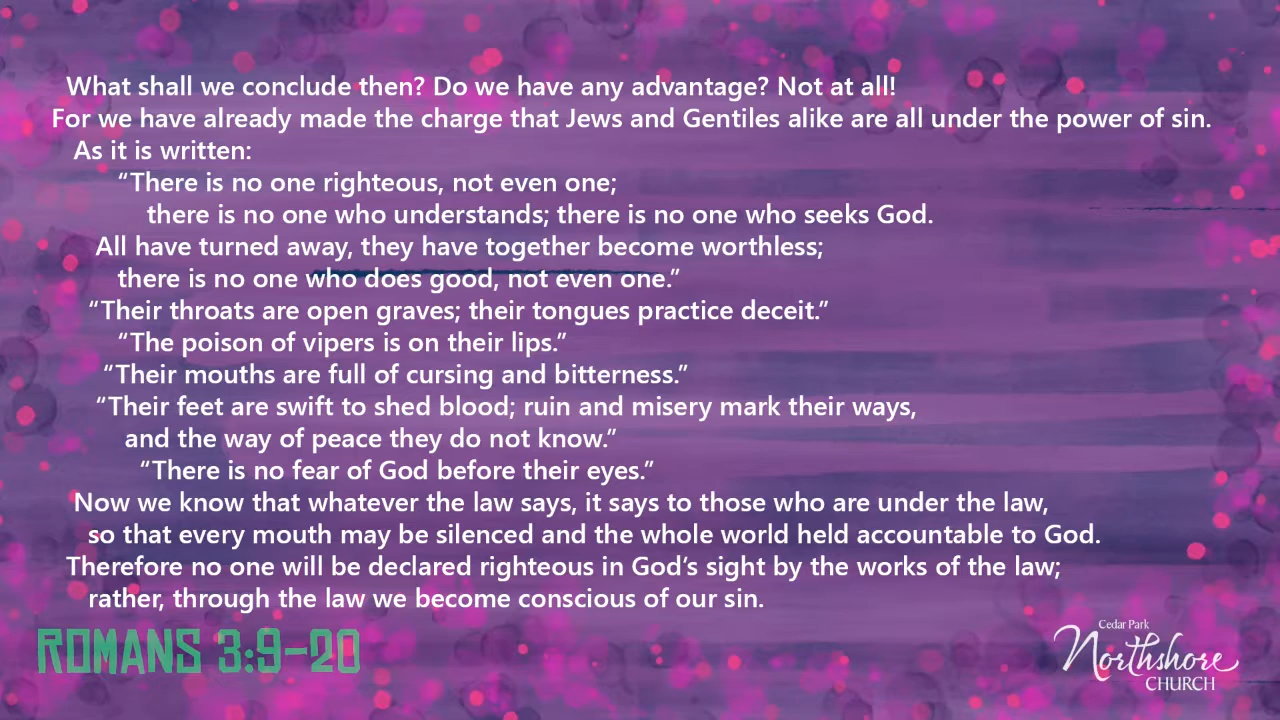 What shall we conclude then? Do we have any advantage? Not at all!
For we have already made the charge that Jews and Gentiles alike are all under the power of sin.
As it is written:
“There is no one righteous, not even one;
there is no one who understands; there is no one who seeks God.
All have turned away, they have together become worthless;
there is no one who does good, not even one.”
“Their throats are open graves; their tongues practice deceit.”
“The poison of vipers is on their lips.”
“Their mouths are full of cursing and bitterness.”
“Their feet are swift to shed blood; ruin and misery mark their ways,
and the way of peace they do not know.”
“There is no fear of God before their eyes.”
Now we know that whatever the law says, it says to those who are under the law,
so that every mouth may be silenced and the whole world held accountable to God.
Therefore no one will be declared righteous in God’s sight by the works of the law;
rather, through the law we become conscious of our sin.
ROMANS 3:9-20
Cedar Park
Northshore
CHURCH